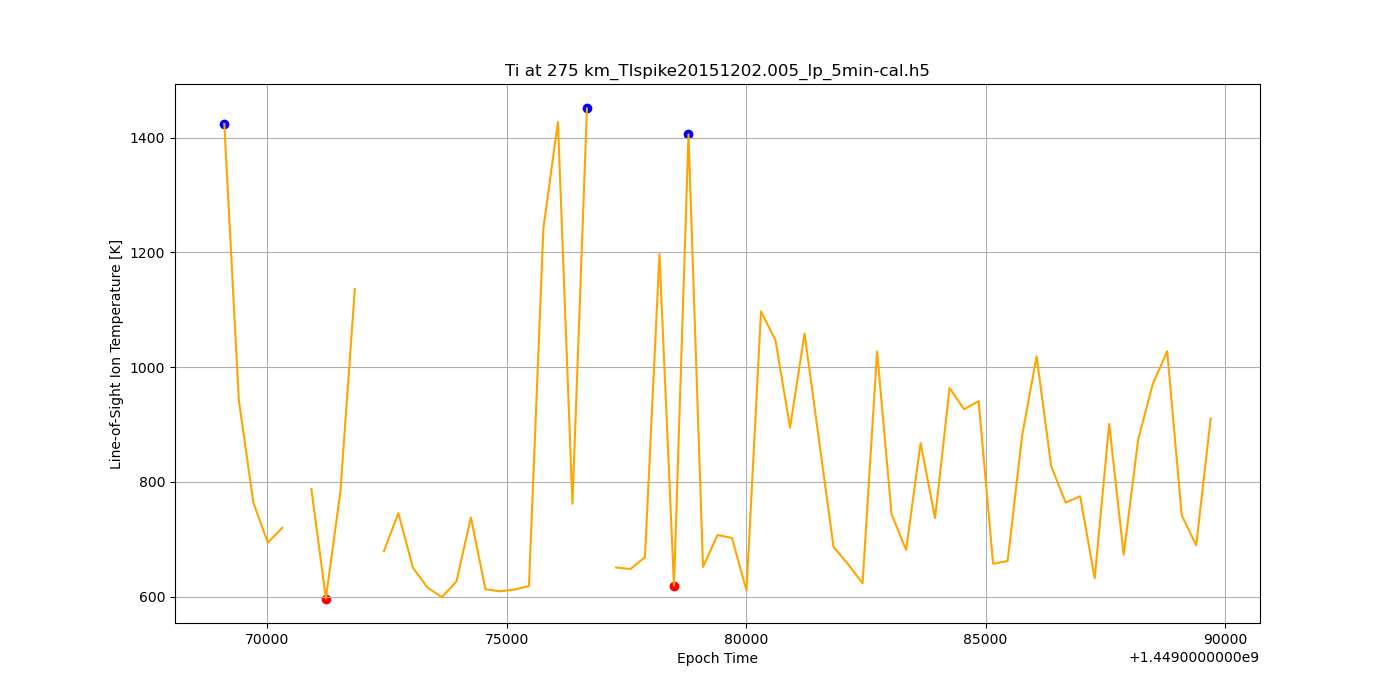 Ti at 275 km_TIspike20151202.005_lp_5min-cal.h5
Line-of-Sight Ion Temperature [K]
1400
1200
1000
800
600
70000 75000 80000 85000 90000
Epoch Time
+1.4490000000e9